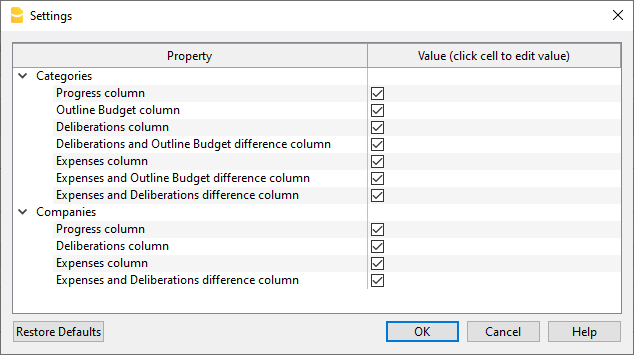 Settings
Property Value (click cell to edit value)
Categories
Progress column
Outline Budget column
Deliberations column
Deliberations and Outline Budget difference column
Expenses column
Expenses and Outline Budget difference column
Expenses and Deliberations difference column
Companies
Progress column
Deliberations column
Expenses column
Expenses and Deliberations difference column
Restore Defaults OK Cancel Help